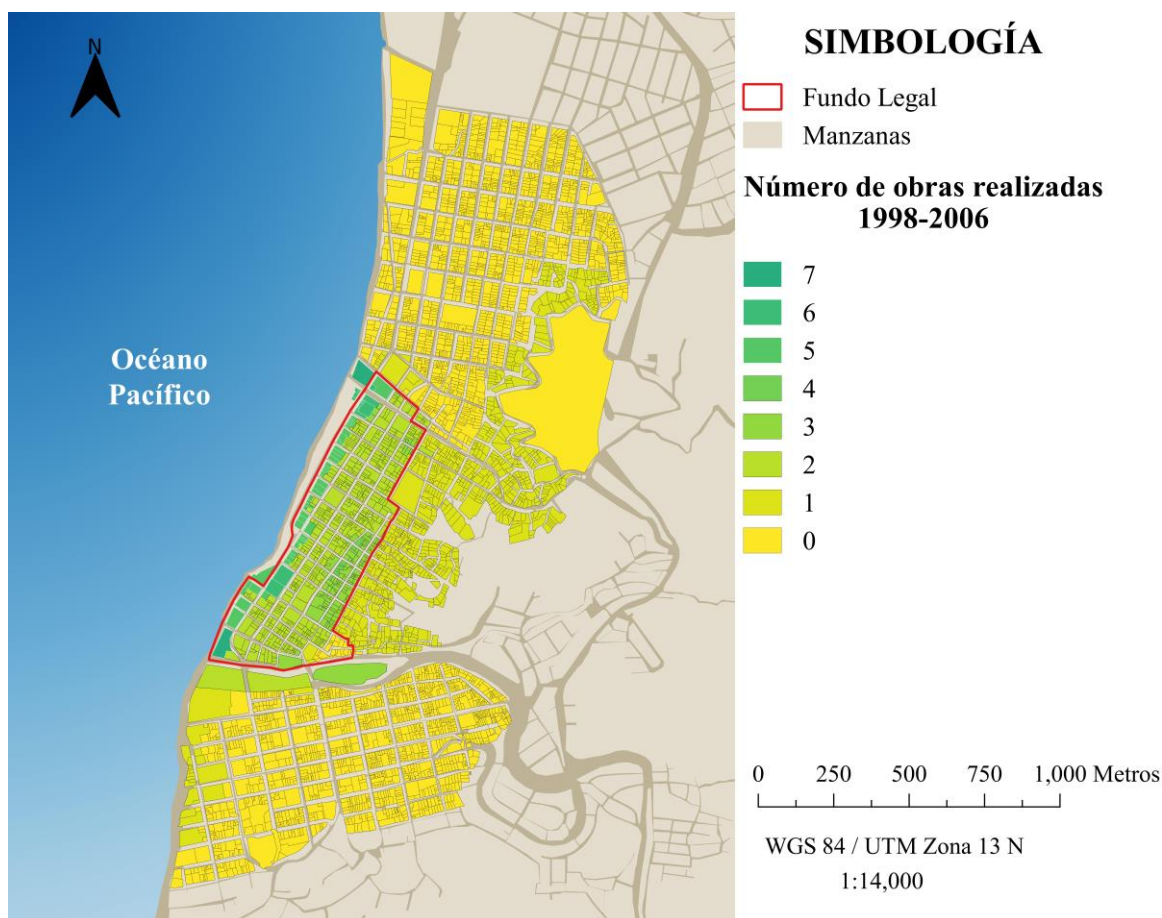 N
Océano
Pacífico
SIMBOLOGÍA
Fundo Legal
Manzanas
Número de obras realizadas
1998-2006
7
6
5
4
3
2
1
0
0 250 500 750 1,000 Metros
WGS 84 / UTM Zona 13 N
1:14,000